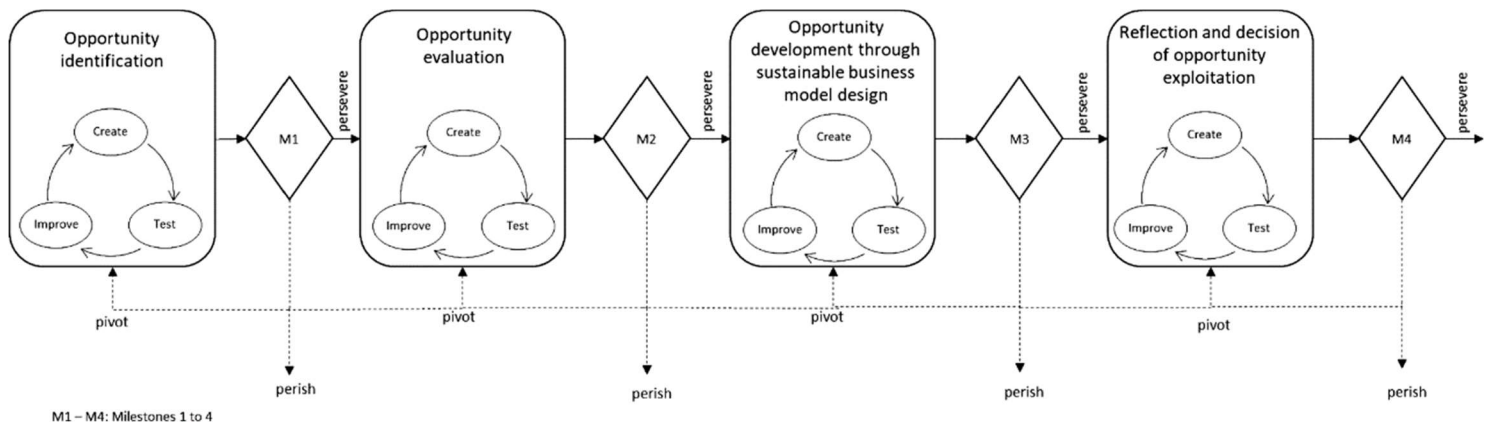 Opportunity
identification
Create
Improve
Test
M1
persevere
Opportunity
evaluation
Create
Improve
Test
M2
persevere
Opportunity
development through
sustainable business
model design
Create
Improve
Test
M3
persevere
Reflection and decision
of opportunity
exploitation
Create
Improve
Test
M4
persevere
pivot
pivot
pivot
pivot
perish
perish
perish
perish
M1 – M4: Milestones 1 to 4